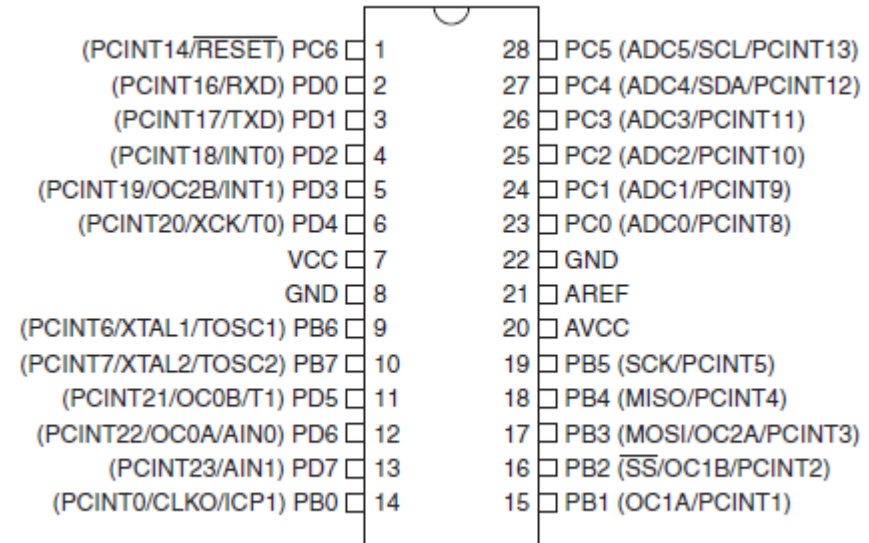 (PCINT14/RESET) PC6 1 28 PC5 (ADC5/SCL/PCINT13)
(PCINT16/RXD) PD0 2 27 PC4 (ADC4/SDA/PCINT12)
(PCINT17/TXD) PD1 3 26 PC3 (ADC3/PCINT11)
(PCINT18/INT0) PD2 4 25 PC2 (ADC2/PCINT10)
(PCINT19/OC2B/INT1) PD3 5 24 PC1 (ADC1/PCINT9)
(PCINT20/XCK/T0) PD4 6 23 PC0 (ADC0/PCINT8)
VCC 7 22 GND
GND 8 21 AREF
(PCINT6/XTAL1/TOSC1) PB6 9 20 AVCC
(PCINT7/XTAL2/TOSC2) PB7 10 19 PB5 (SCK/PCINT5)
(PCINT21/OC0B/T1) PD5 11 18 PB4 (MISO/PCINT4)
(PCINT22/OC0A/AIN0) PD6 12 17 PB3 (MOSI/OC2A/PCINT3)
(PCINT23/AIN1) PD7 13 16 PB2 (SS/OC1B/PCINT2)
(PCINT0/CLKO/ICP1) PB0 14 15 PB1 (OC1A/PCINT1)